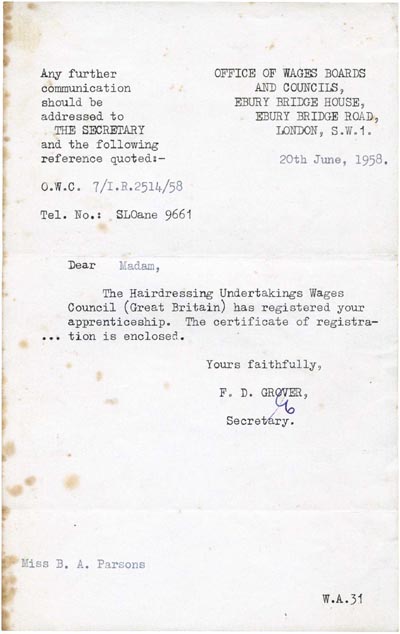 Any further
communication
should be
addressed to
THE SECRETARY
and the following
reference quoted:-
OFFICE OF WAGES BOARDS
AND COUNCILS,
EBURY BRIDGE HOUSE,
EBURY BRIDGE ROAD,
LONDON, S.W.1.
20th June, 1958.
O.W.C. 7/I.R.2514/58
Tel. No.: SLOane 9661
Dear Madam,
The Hairdressing Undertakings Wages
Council (Great Britain) has registered your
apprenticeship. The certificate of registra-
... tion is enclosed.
Yours faithfully,
F. D. GROVER,
Secretary.
Miss B. A. Parsons
W.A.31